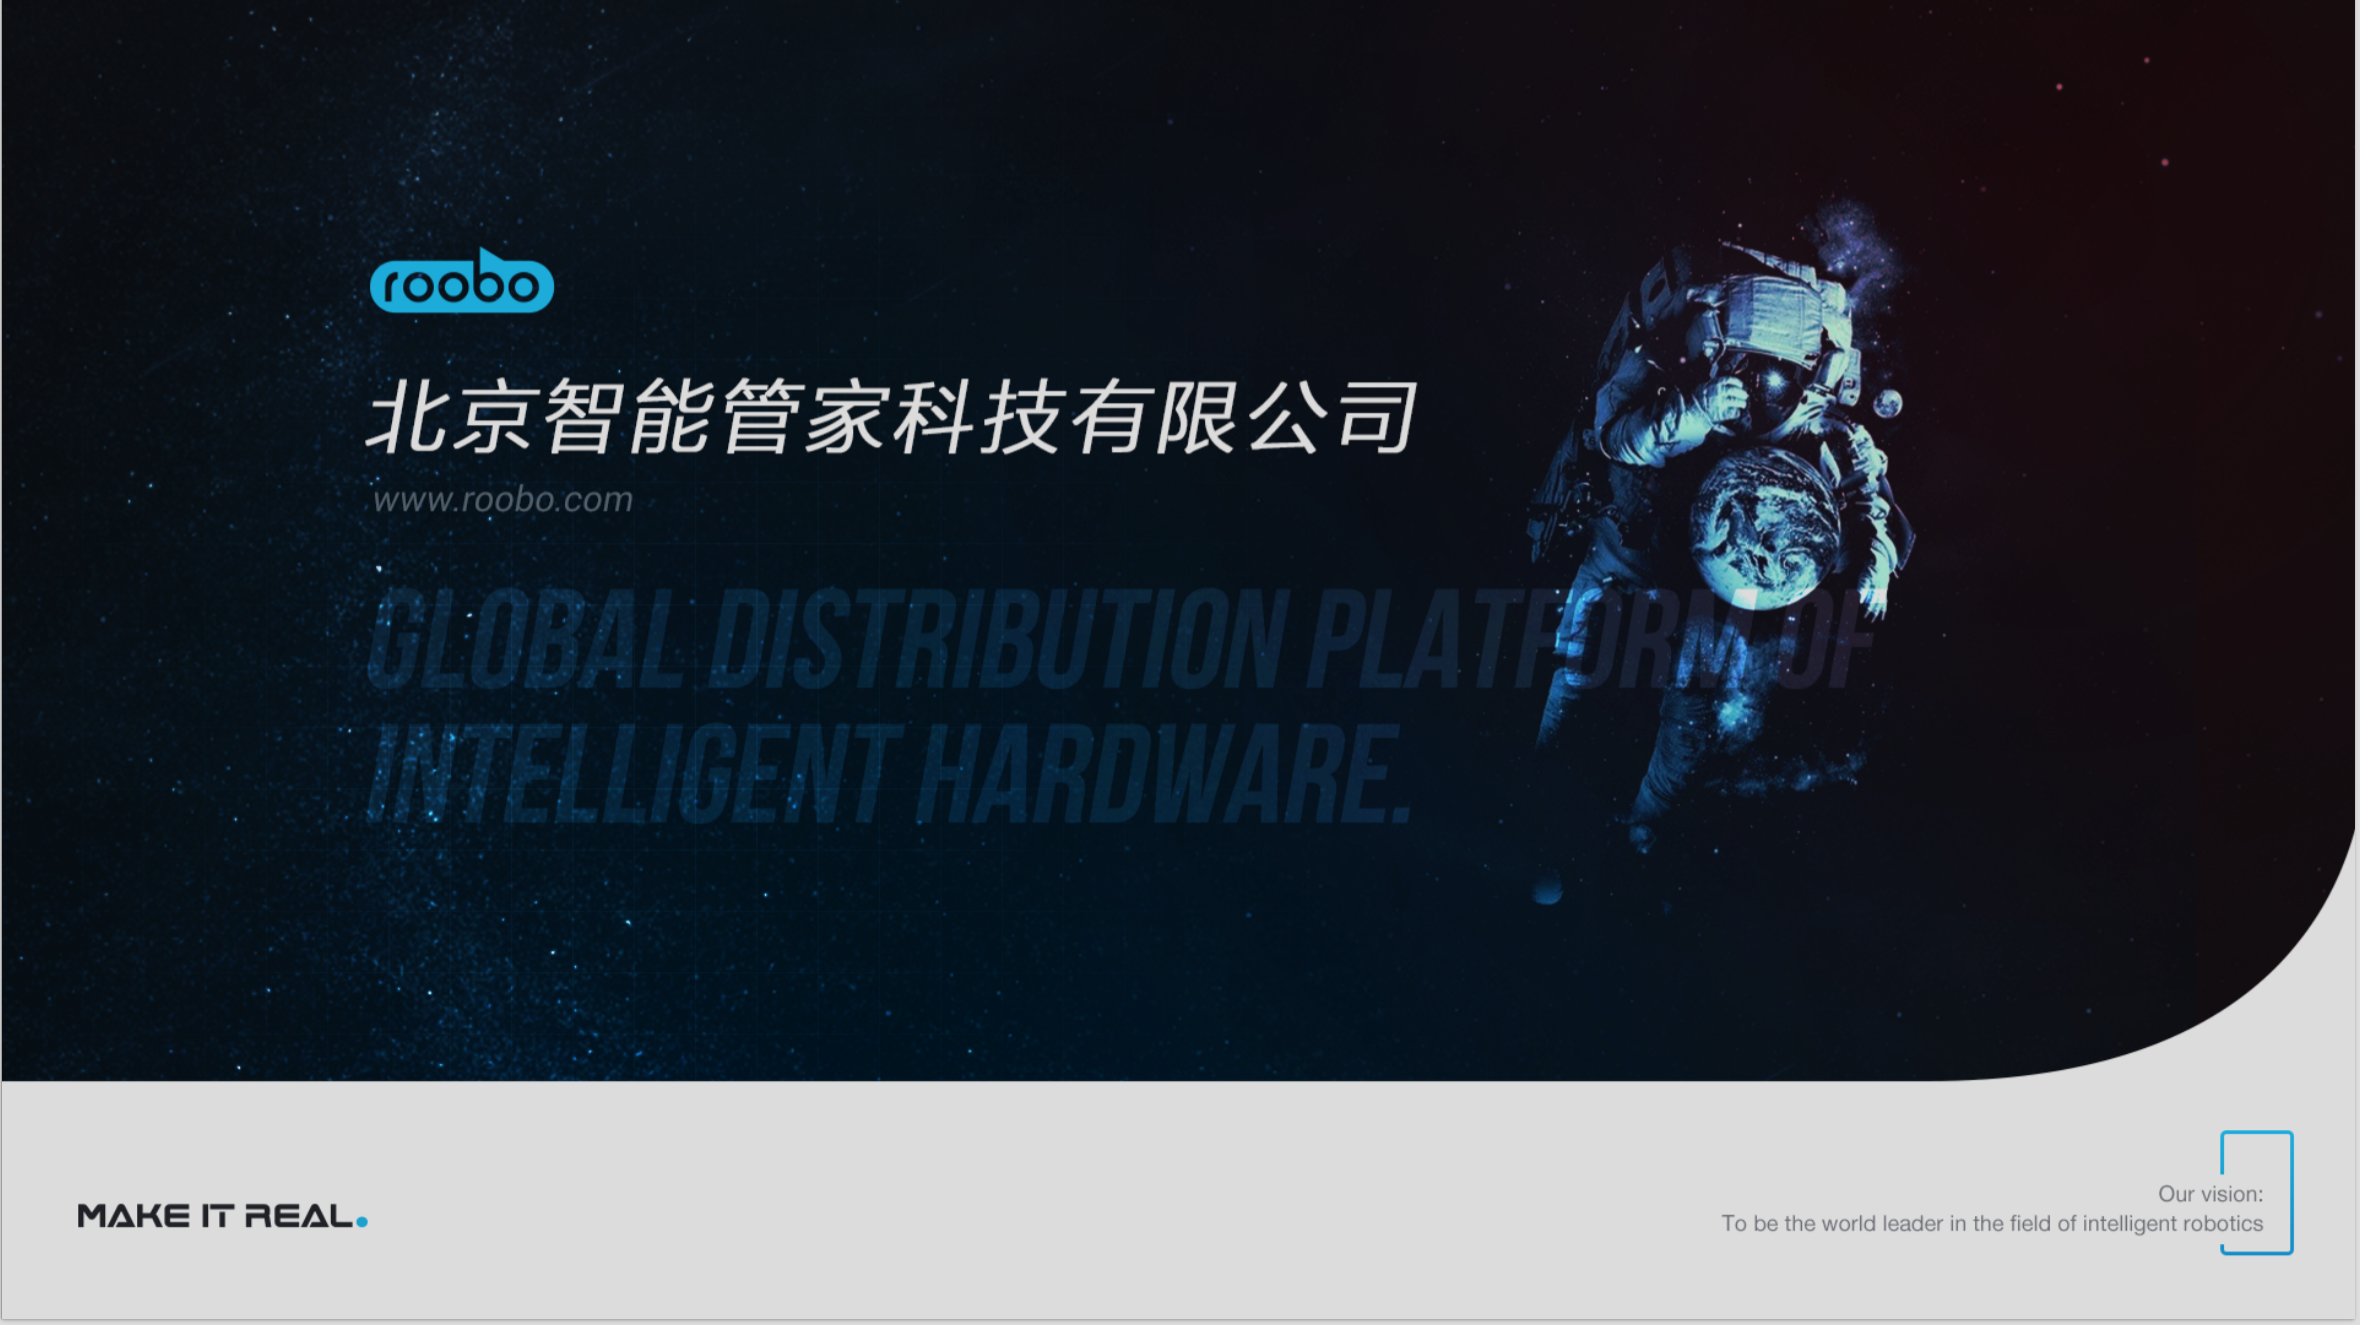 roobo
北京智能管家科技有限公司
www.roobo.com
GLOBAL DISTRIBUTION PLATFORM OF
INTELLIGENT HARDWARE.
MAKE IT REAL.
Our vision:
To be the world leader in the field of intelligent robotics